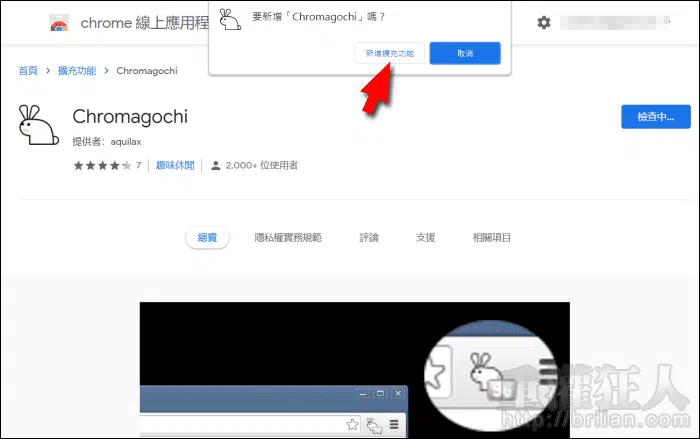 chrome 線上應用程
要新增「Chromagochi」嗎？
新增擴充功能
取消
首頁 > 擴充功能 > Chromagochi
Chromagochi
檢查中...
提供者： aquilax
7 趣味休閒 2,000+ 位使用者
總覽
隱私權實務規範
評論
支援
相關項目
重灌狂人
http://briian.com